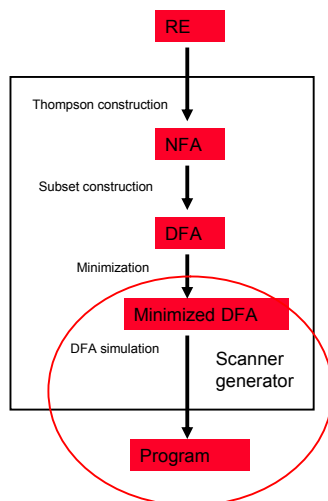 RE
Thompson construction
NFA
Subset construction
DFA
Minimization
Minimized DFA
DFA simulation
Scanner
generator
Program